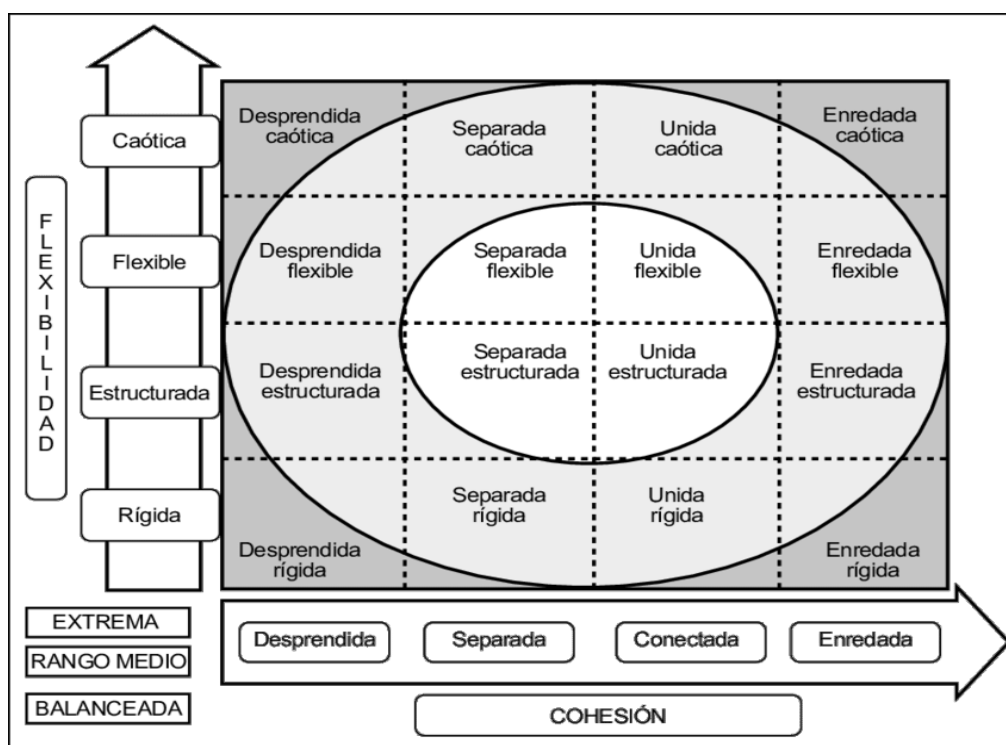 Caótica
Flexible
Estructurada
Rígida
FLEXIBILIDAD
Desprendida
caótica
Separada
caótica
Unida
caótica
Enredada
caótica
Desprendida
flexible
Separada
flexible
Unida
flexible
Enredada
flexible
Desprendida
estructurada
Separada
estructurada
Unida
estructurada
Enredada
estructurada
Desprendida
rígida
Separada
rígida
Unida
rígida
Enredada
rígida
EXTREMA
RANGO MEDIO
BALANCEADA
Desprendida
Separada
Conectada
Enredada
COHESIÓN